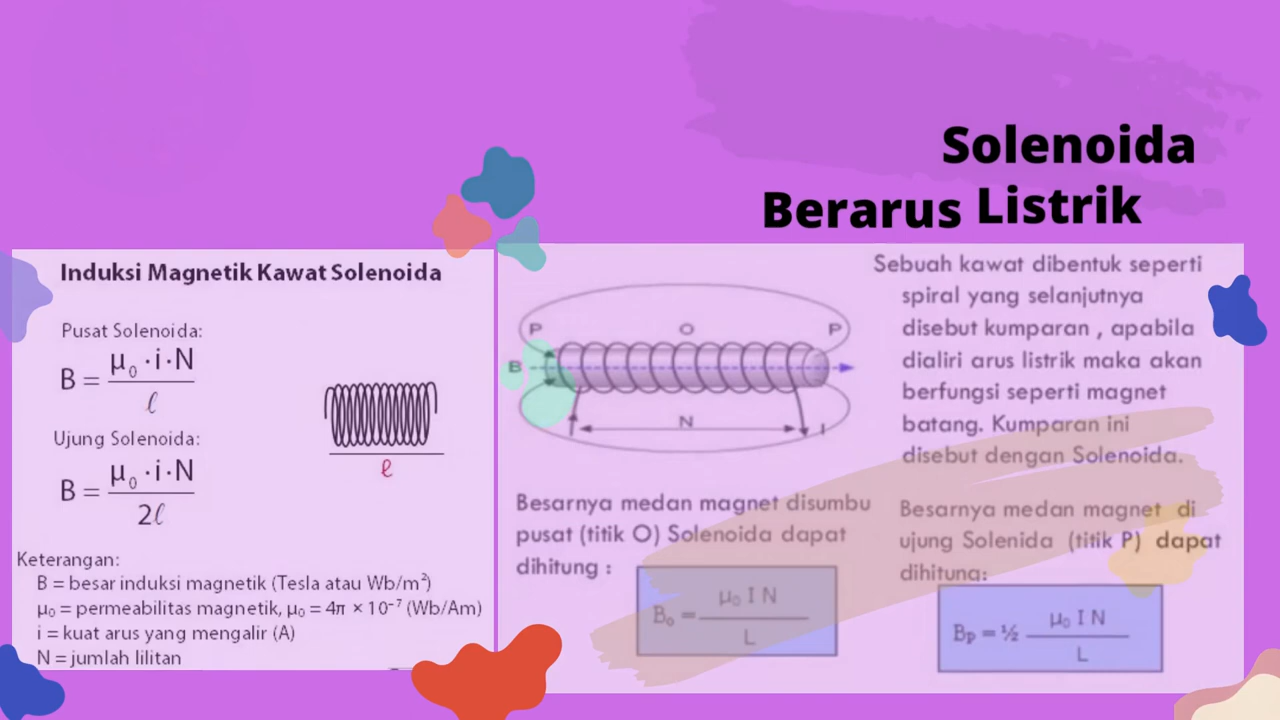 Solenoida
Berarus Listrik
Induksi Magnetik Kawat Solenoida
Pusat Solenoida:
B = μ₀ · i · N / ℓ
Ujung Solenoida:
B = μ₀ · i · N / 2ℓ
ℓ
Keterangan:
B = besar induksi magnetik (Tesla atau Wb/m²)
μ₀ = permeabilitas magnetik, μ₀ = 4π × 10⁻⁷ (Wb/Am)
i = kuat arus yang mengalir (A)
N = jumlah lilitan
P O P
B
N
I
Sebuah kawat dibentuk seperti
spiral yang selanjutnya
disebut kumparan , apabila
dialiri arus listrik maka akan
berfungsi seperti magnet
batang. Kumparan ini
disebut dengan Solenoida.
Besarnya medan magnet disumbu
pusat (titik O) Solenoida dapat
dihitung :
B₀ = μ₀ I N / L
Besarnya medan magnet di
ujung Solenida (titik P) dapat
dihitung:
Bₚ = ½ μ₀ I N / L